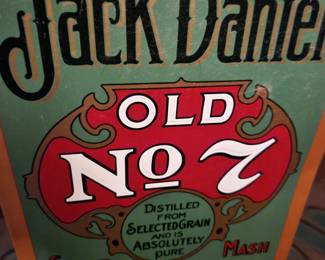 Jack Daniel
OLD
No 7
DISTILLED
FROM
SELECTED GRAIN
AND IS
ABSOLUTELY
PURE
MASH